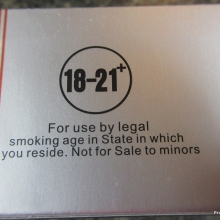 18-21+
For use by legal
smoking age in State in which
you reside. Not for Sale to minors